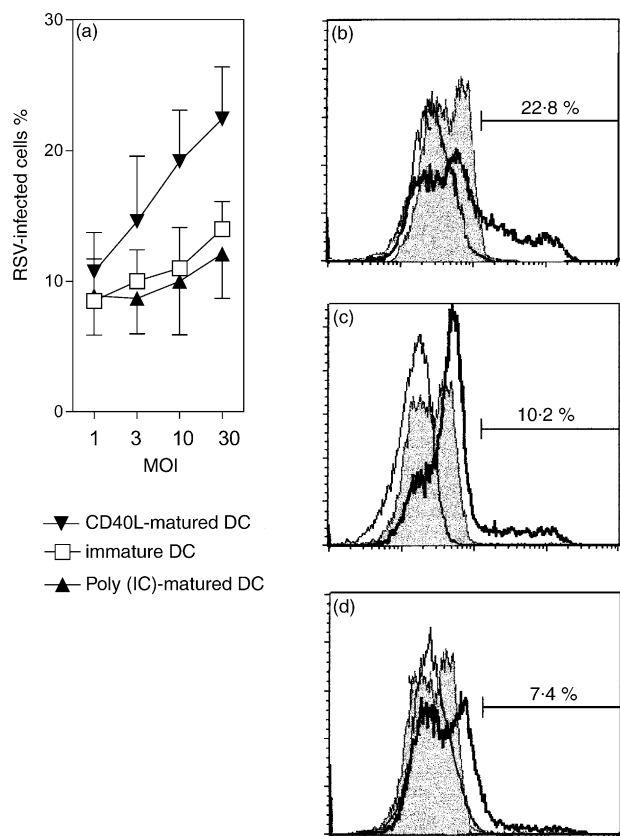 (a)
30
20
10
0
RSV-infected cells %
1 3 10 30
MOI
CD40L-matured DC
immature DC
Poly (IC)-matured DC
(b)
22·8 %
(c)
10·2 %
(d)
7·4 %